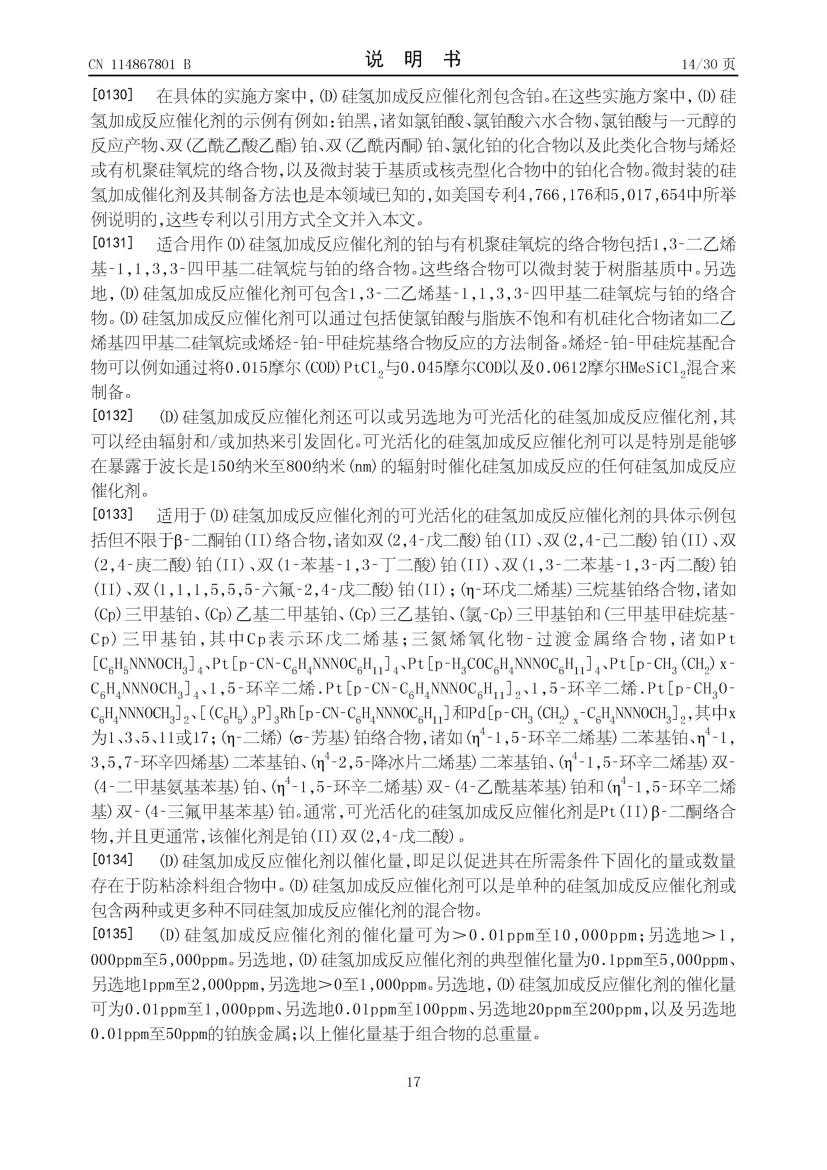 CN 114867801 B
说 明 书
14/30 页
[0130] 在具体的实施方案中,(D)硅氢加成反应催化剂包含铂。在这些实施方案中,(D)硅
氢加成反应催化剂的示例有例如:铂黑,诸如氯铂酸、氯铂酸六水合物、氯铂酸与一元醇的
反应产物、双(乙酰乙酸乙酯)铂、双(乙酰丙酮)铂、氯化铂的化合物以及此类化合物与烯烃
或有机聚硅氧烷的络合物,以及微封装于基质或核壳型化合物中的铂化合物。微封装的硅
氢加成催化剂及其制备方法也是本领域已知的,如美国专利4,766,176和5,017,654中所举
例说明的,这些专利以引用方式全文并入本文。
[0131] 适合用作(D)硅氢加成反应催化剂的铂与有机聚硅氧烷的络合物包括1,3-二乙烯
基-1,1,3,3-四甲基二硅氧烷与铂的络合物。这些络合物可以微封装于树脂基质中。另选
地,(D)硅氢加成反应催化剂可包含1,3-二乙烯基-1,1,3,3-四甲基二硅氧烷与铂的络合
物。(D)硅氢加成反应催化剂可以通过包括使氯铂酸与脂族不饱和有机硅化合物诸如二乙
烯基四甲基二硅氧烷或烯烃-铂-甲硅烷基络合物反应的方法制备。烯烃-铂-甲硅烷基配合
物可以例如通过将0.015摩尔(COD)PtCl₂与0.045摩尔COD以及0.0612摩尔HMeSiCl₂混合来
制备。
[0132] (D)硅氢加成反应催化剂还可以或另选地为可光活化的硅氢加成反应催化剂,其
可以经由辐射和/或加热来引发固化。可光活化的硅氢加成反应催化剂可以是特别是能够
在暴露于波长是150纳米至800纳米(nm)的辐射时催化硅氢加成反应的任何硅氢加成反应
催化剂。
[0133] 适用于(D)硅氢加成反应催化剂的可光活化的硅氢加成反应催化剂的具体示例包
括但不限于β-二酮铂(II)络合物,诸如双(2,4-戊二酸)铂(II)、双(2,4-己二酸)铂(II)、双
(2,4-庚二酸)铂(II)、双(1-苯基-1,3-丁二酸)铂(II)、双(1,3-二苯基-1,3-丙二酸)铂
(II)、双(1,1,1,5,5,5-六氟-2,4-戊二酸)铂(II);(η-环戊二烯基)三烷基铂络合物,诸如
(Cp)三甲基铂、(Cp)乙基二甲基铂、(Cp)三乙基铂、(氯-Cp)三甲基铂和(三甲基甲硅烷基-
Cp)三甲基铂,其中Cp表示环戊二烯基;三氮烯氧化物-过渡金属络合物,诸如Pt
[C₆H₅NNNOCH₃]₄、Pt[p-CN-C₆H₄NNNOC₆H₁₁]₄、Pt[p-H₃COC₆H₄NNNOC₆H₁₁]₄、Pt[p-CH₃(CH₂)x-
C₆H₄NNNOCH₃]₄、1,5-环辛二烯.Pt[p-CN-C₆H₄NNNOC₆H₁₁]₂、1,5-环辛二烯.Pt[p-CH₃O-
C₆H₄NNNOCH₃]₂、[(C₆H₅)₃P]₃Rh[p-CN-C₆H₄NNNOC₆H₁₁]和Pd[p-CH₃(CH₂)ₓ-C₆H₄NNNOCH₃]₂,其中x
为1、3、5、11或17;(η-二烯)(σ-芳基)铂络合物,诸如(η⁴-1,5-环辛二烯基)二苯基铂、η⁴-1,
3,5,7-环辛四烯基)二苯基铂、(η⁴-2,5-降冰片二烯基)二苯基铂、(η⁴-1,5-环辛二烯基)双-
(4-二甲基氨基苯基)铂、(η⁴-1,5-环辛二烯基)双-(4-乙酰基苯基)铂和(η⁴-1,5-环辛二烯
基)双-(4-三氟甲基苯基)铂。通常,可光活化的硅氢加成反应催化剂是Pt(II)β-二酮络合
物,并且更通常,该催化剂是铂(II)双(2,4-戊二酸)。
[0134] (D)硅氢加成反应催化剂以催化量,即足以促进其在所需条件下固化的量或数量
存在于防粘涂料组合物中。(D)硅氢加成反应催化剂可以是单种的硅氢加成反应催化剂或
包含两种或更多种不同硅氢加成反应催化剂的混合物。
[0135] (D)硅氢加成反应催化剂的催化量可为>0.01ppm至10,000ppm;另选地>1,
000ppm至5,000ppm。另选地,(D)硅氢加成反应催化剂的典型催化量为0.1ppm至5,000ppm、
另选地1ppm至2,000ppm,另选地>0至1,000ppm。另选地,(D)硅氢加成反应催化剂的催化量
可为0.01ppm至1,000ppm、另选地0.01ppm至100ppm、另选地20ppm至200ppm,以及另选地
0.01ppm至50ppm的铂族金属;以上催化量基于组合物的总重量。
17